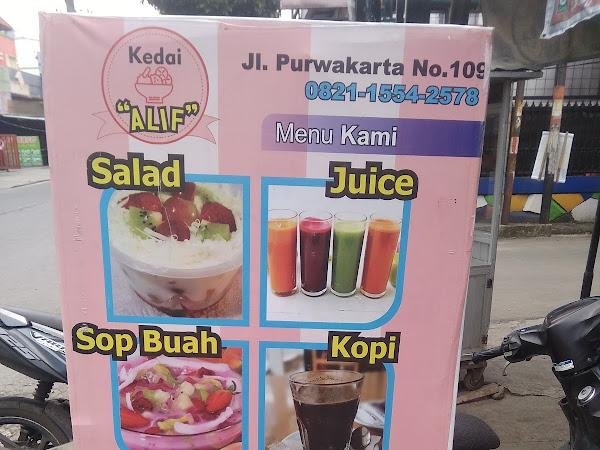 Kedai
"ALIF"
Jl. Purwakarta No.109
0821-1554-2578
Menu Kami
Salad
Juice
Sop Buah
Kopi